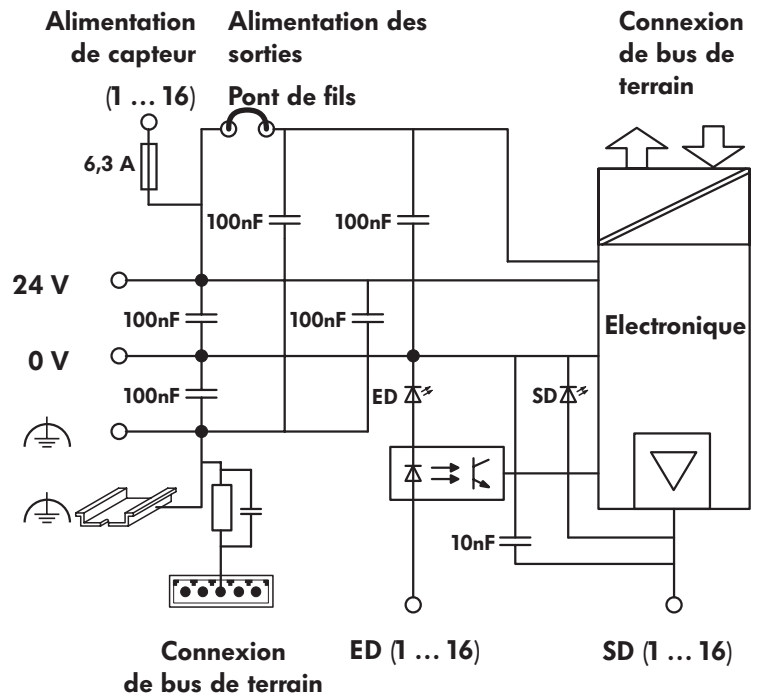 Alimentation
de capteur
(1 ... 16)
Alimentation des
sorties
Pont de fils
Connexion
de bus de
terrain
6,3 A
100nF
100nF
24 V
100nF
100nF
Electronique
0 V
100nF
ED
SD
10nF
Connexion
de bus de terrain
ED (1 ... 16)
SD (1 ... 16)